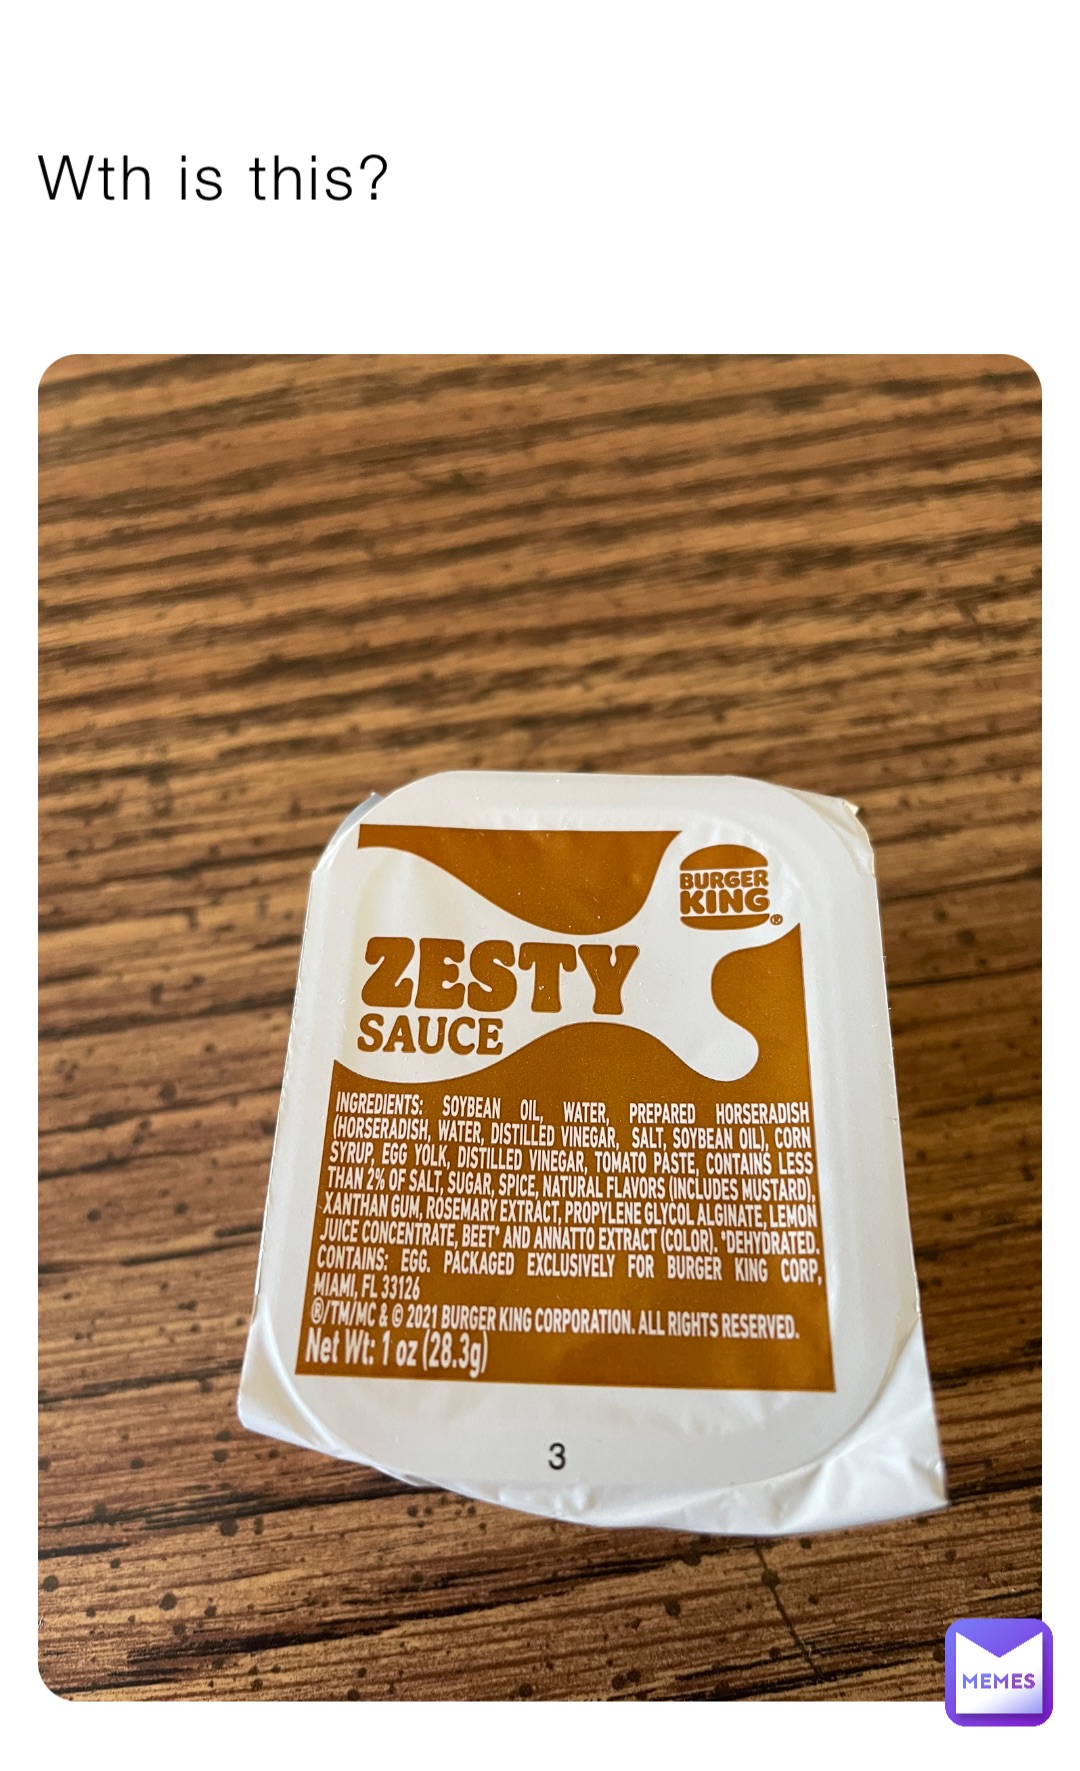 Wth is this?
BURGER
KING®
ZESTY
SAUCE
INGREDIENTS: SOYBEAN OIL, WATER, PREPARED HORSERADISH
(HORSERADISH, WATER, DISTILLED VINEGAR, SALT, SOYBEAN OIL), CORN
SYRUP, EGG YOLK, DISTILLED VINEGAR, TOMATO PASTE, CONTAINS LESS
THAN 2% OF SALT, SUGAR, SPICE, NATURAL FLAVORS (INCLUDES MUSTARD),
XANTHAN GUM, ROSEMARY EXTRACT, PROPYLENE GLYCOL ALGINATE, LEMON
JUICE CONCENTRATE, BEET* AND ANNATTO EXTRACT (COLOR). *DEHYDRATED.
CONTAINS: EGG. PACKAGED EXCLUSIVELY FOR BURGER KING CORP,
MIAMI, FL 33126
®/TM/MC & © 2021 BURGER KING CORPORATION. ALL RIGHTS RESERVED.
Net Wt: 1 oz (28.3g)
3
MEMES